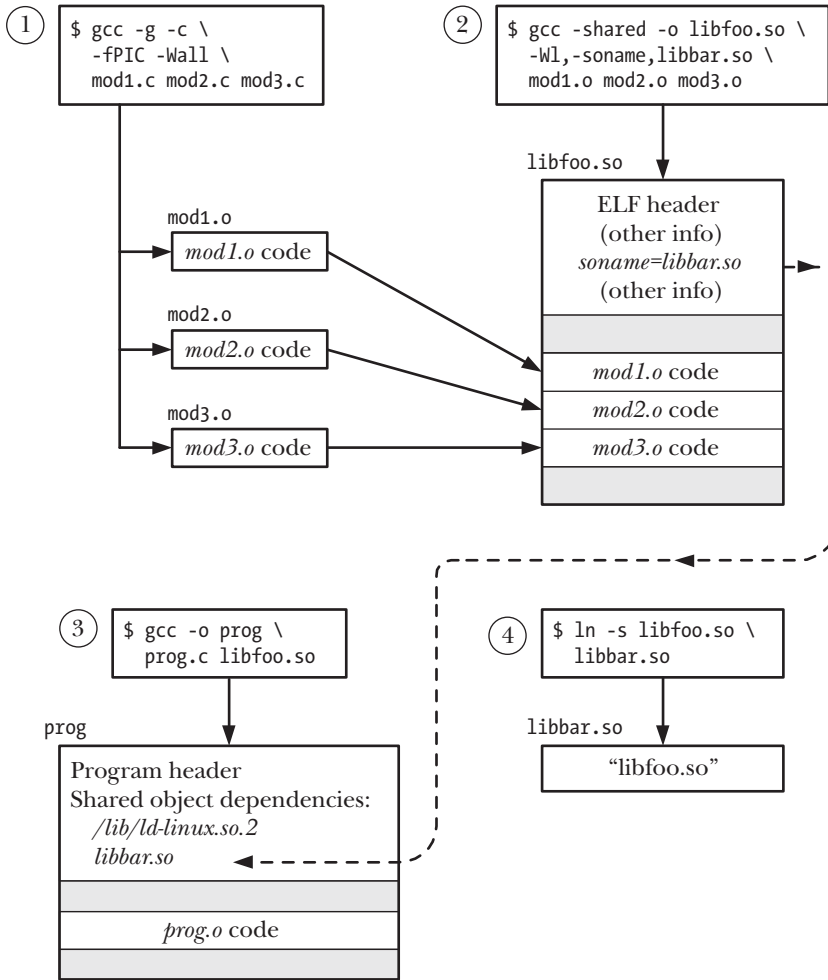 1
$ gcc -g -c \
-fPIC -Wall \
mod1.c mod2.c mod3.c
2
$ gcc -shared -o libfoo.so \
-Wl,-soname,libbar.so \
mod1.o mod2.o mod3.o
libfoo.so
ELF header
(other info)
soname=libbar.so
(other info)
mod1.o
mod1.o code
mod2.o
mod2.o code
mod3.o
mod3.o code
mod1.o code
mod2.o code
mod3.o code
3
$ gcc -o prog \
prog.c libfoo.so
4
$ ln -s libfoo.so \
libbar.so
prog
Program header
Shared object dependencies:
/lib/ld-linux.so.2
libbar.so
prog.o code
libbar.so
“libfoo.so”